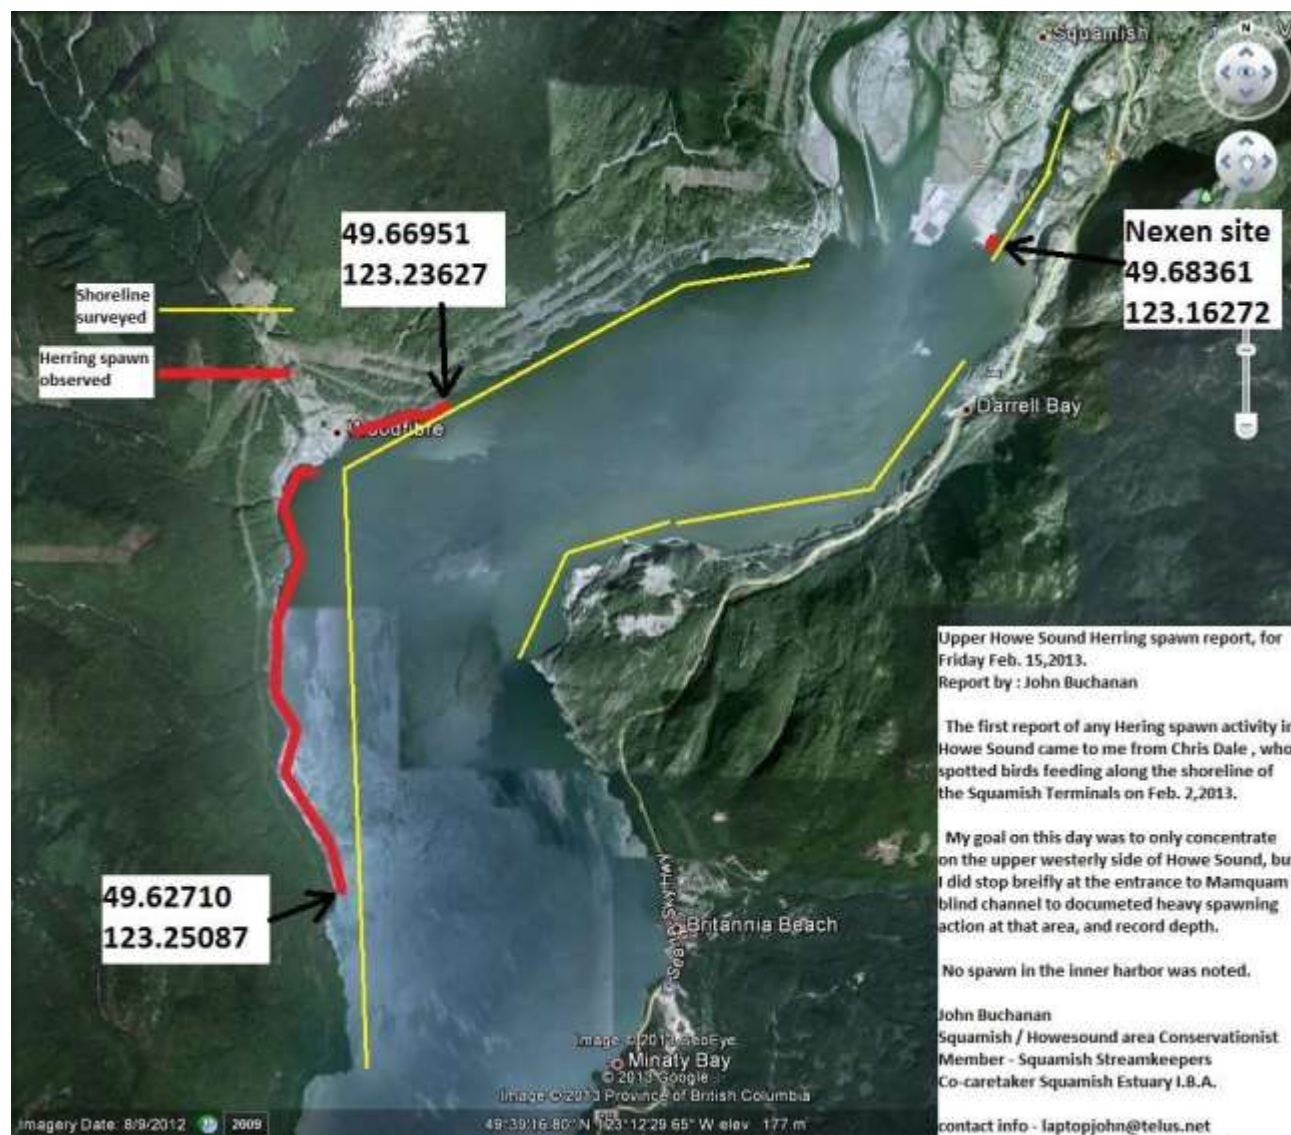 Squamish
N
49.66951
123.23627
Nexen site
49.68361
123.16272
Shoreline
surveyed
Herring spawn
observed
Darrell Bay
Upper Howe Sound Herring spawn report, for
Friday Feb. 15,2013.
Report by : John Buchanan
The first report of any Hering spawn activity in
Howe Sound came to me from Chris Dale , who
spotted birds feeding along the shoreline of
the Squamish Terminals on Feb. 2,2013.
My goal on this day was to only concentrate
on the upper westerly side of Howe Sound, but
I did stop breifly at the entrance to Mamquam
blind channel to documeted heavy spawning
action at that area, and record depth.
No spawn in the inner harbor was noted.
John Buchanan
Squamish / Howesound area Conservationist
Member - Squamish Streamkeepers
Co-caretaker Squamish Estuary I.B.A.
contact info - laptopjohn@telus.net
49.62710
123.25087
Britannia Beach
Image © 2013 GeoEye
Minaty Bay
© 2013 Google
Image © 2013 Province of British Columbia
Imagery Date: 8/9/2012
2009
49°39'16.80" N 123°12'29.65" W elev 177 m